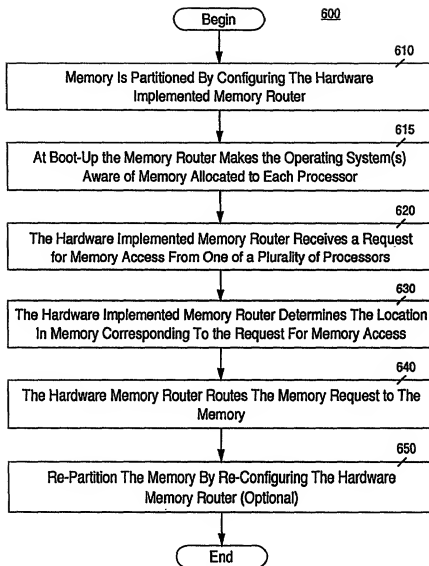 Begin
600
610
Memory Is Partitioned By Configuring The Hardware
Implemented Memory Router
615
At Boot-Up the Memory Router Makes the Operating System(s)
Aware of Memory Allocated to Each Processor
620
The Hardware Implemented Memory Router Receives a Request
for Memory Access From One of a Plurality of Processors
630
The Hardware Implemented Memory Router Determines The Location
In Memory Corresponding To the Request For Memory Access
640
The Hardware Memory Router Routes The Memory Request to The
Memory
650
Re-Partition The Memory By Re-Configuring The Hardware
Memory Router (Optional)
End